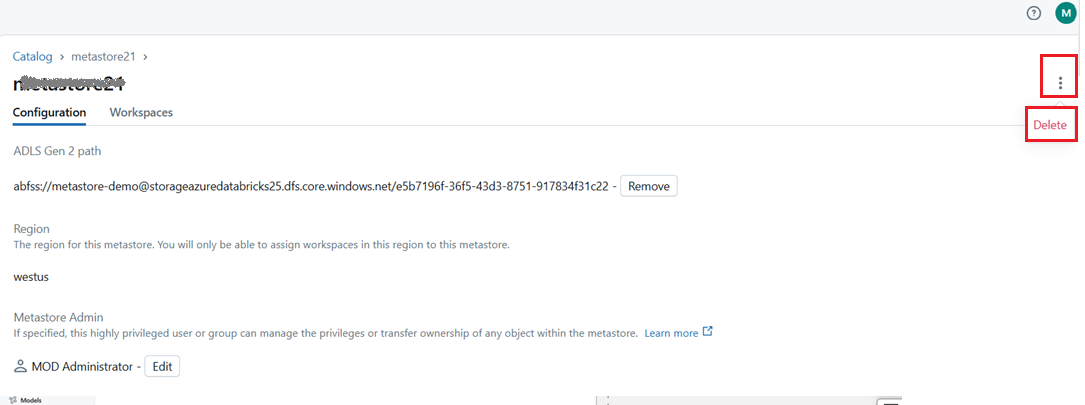 M
Catalog > metastore21 >
Configuration Workspaces
Delete
ADLS Gen 2 path
abfss://metastore-demo@storageazuredatabricks25.dfs.core.windows.net/e5b7196f-36f5-43d3-8751-917834f31c22 - Remove
Region
The region for this metastore. You will only be able to assign workspaces in this region to this metastore.
westus
Metastore Admin
If specified, this highly privileged user or group can manage the privileges or transfer ownership of any object within the metastore. Learn more
MOD Administrator - Edit
Models